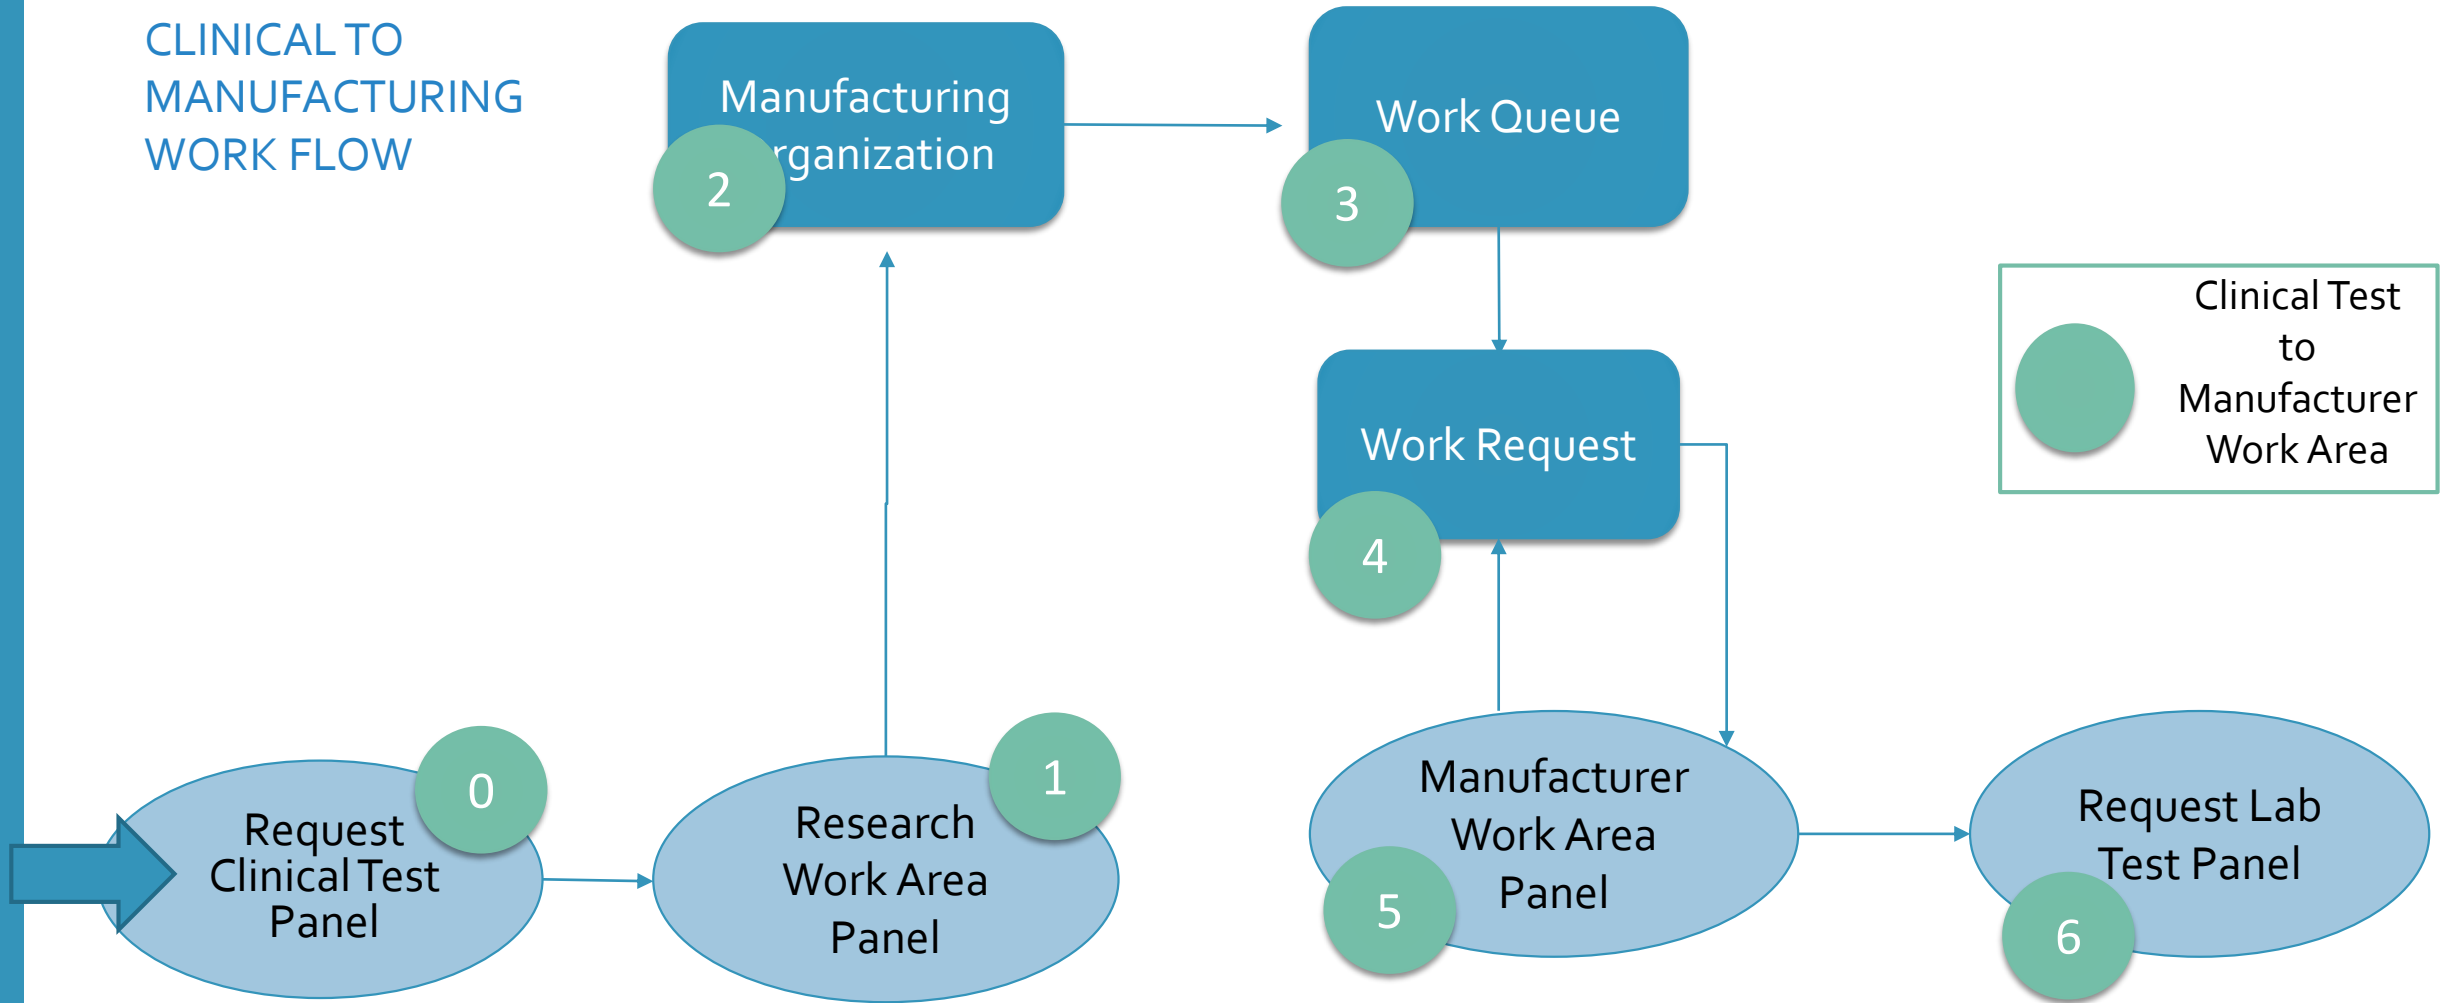 CLINICAL TO
MANUFACTURING
WORK FLOW
Manufacturing
rganization
2
Work Queue
3
Clinical Test
to
Manufacturer
Work Area
Work Request
4
Request
Clinical Test
Panel
0
Research
Work Area
Panel
1
Manufacturer
Work Area
Panel
5
Request Lab
Test Panel
6